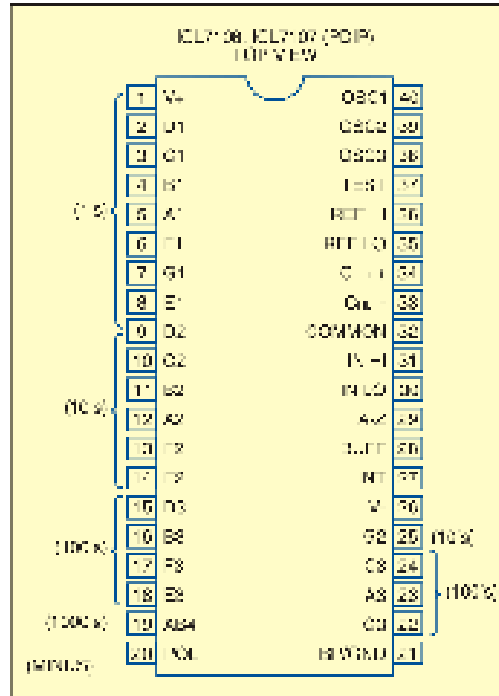 ICL7106, ICL7107 (PDIP)
TOP VIEW
1 V+ OSC1 40
2 D1 OSC2 39
3 C1 OSC3 38
4 B1 TEST 37
(1's) 5 A1 REF HI 36
6 F1 REF LO 35
7 G1 34
8 E1 33
9 D2 COMMON 32
10 C2 IN HI 31
11 B2 IN LO 30
(10's) 12 A2 A-Z 29
13 F2 BUFF 28
14 E2 INT 27
15 D3 V- 26
16 B3 G2 25 (10's)
(100's) 17 F3 C3 24
18 E3 A3 23 (100's)
(1000's) 19 AB4 G3 22
20 POL BP/GND 21
(MINUS)